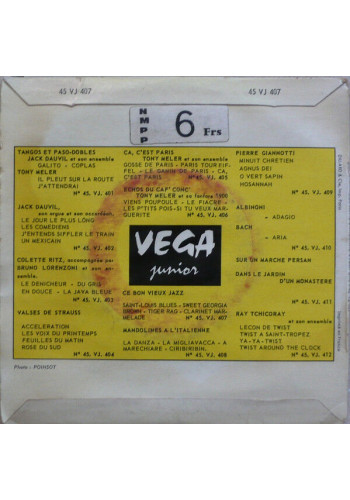 45 VJ 407
45 VJ 407
NMPP
6 Frs
TANGOS ET PASO-DOBLES
JACK DAUVIL et son ensemble
GALITO - COPLAS
TONY MELER
IL PLEUT SUR LA ROUTE
J'ATTENDRAI
N° 45. VJ. 401
JACK DAUVIL,
son orgue et son accordéon.
LE JOUR LE PLUS LONG
LES COMEDIENS
J'ENTENDS SIFFLER LE TRAIN
UN MEXICAIN
N° 45. VJ. 402
COLETTE RITZ, accompagnée par
BRUNO LORENZONI et son ensemble.
LE DENICHEUR - DU GRIS
EN DOUCE - LA JAVA BLEUE
VALSES DE STRAUSS
ACCELERATION
LES VOIX DU PRINTEMPS
FEUILLES DU MATIN
ROSE DU SUD
N° 45. VJ. 404
Photo : POINSOT
CA, C'EST PARIS
TONY MELER et son ensemble
GOSSE DE PARIS - PARIS TOUR EIFFEL - LE GAMIN DE PARIS - CA, C'EST PARIS
N° 45. VJ. 405
ECHOS DU CAF' CONC'
TONY MELER et sa fanfare 1900
VIENS POUPOULE - LE FIACRE - LES P'TITS POIS - SI TU VEUX MARGUERITE
N° 45. VJ. 406
VEGA
junior
CE BON VIEUX JAZZ
SAINT-LOUIS BLUES - SWEET GEORGIA BROWN - TIGER RAG - CLARINET MARMELADE
N° 45. VJ. 407
MANDOLINES A L'ITALIENNE
LA DANZA - LA MIGLIAVACCA - A MARECHIARE - CIRIBIRIBIN.
N° 45. VJ. 408
PIERRE GIANNOTTI
MINUIT CHRETIEN
AGNUS DEI
O VERT SAPIN
HOSANNAH
N° 45. VJ. 409
ALBINONI
- ADAGIO
BACH
- ARIA
N° 45. VJ. 410
SUR UN MARCHE PERSAN
DANS LE JARDIN
D'UN MONASTERE
N° 45. VJ. 411
RAY TCHICORAY
et son ensemble
LEÇON DE TWIST
TWIST A SAINT-TROPEZ
YA-YA-TWIST
TWIST AROUND THE CLOCK
N° 45. VJ. 412